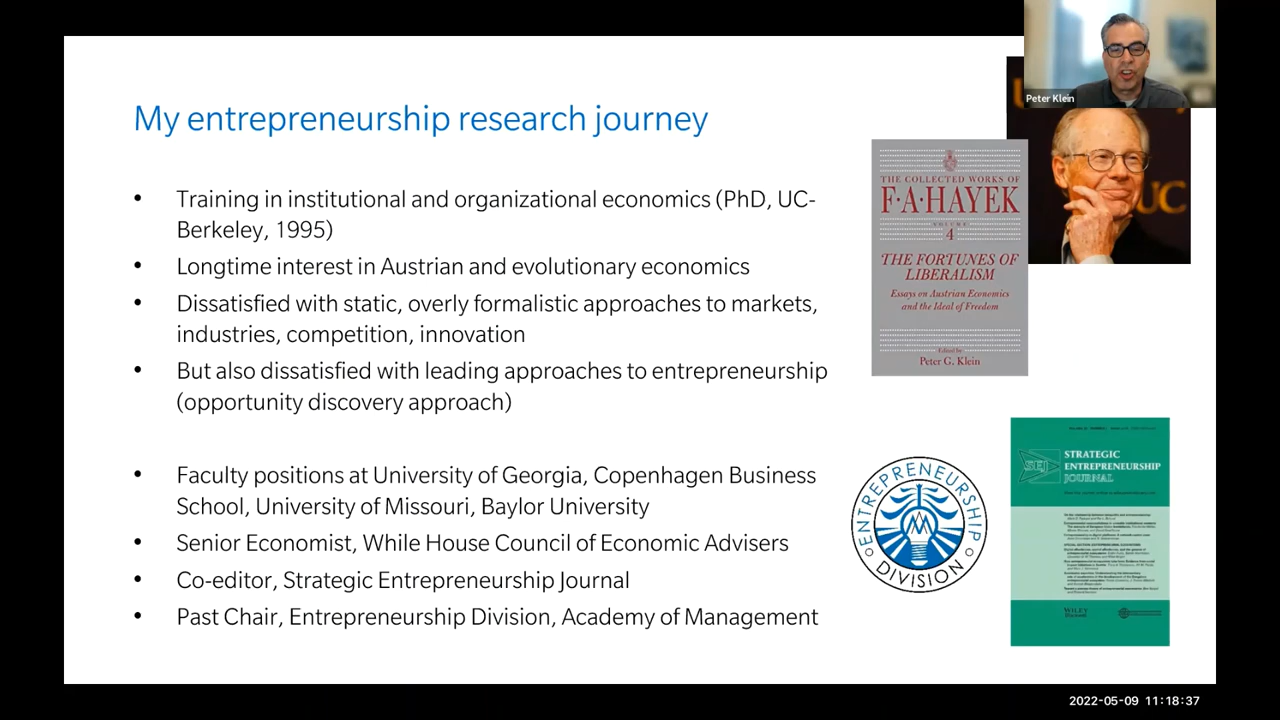 Peter Klein
My entrepreneurship research journey
• Training in institutional and organizational economics (PhD, UC-
Berkeley, 1995)
• Longtime interest in Austrian and evolutionary economics
• Dissatisfied with static, overly formalistic approaches to markets,
industries, competition, innovation
• But also dissatisfied with leading approaches to entrepreneurship
(opportunity discovery approach)
• Faculty positions at University of Georgia, Copenhagen Business
School, University of Missouri, Baylor University
• Senior Economist, White House Council of Economic Advisers
• Co-editor, Strategic Entrepreneurship Journal
• Past Chair, Entrepreneurship Division, Academy of Management
THE COLLECTED WORKS OF
F·A·HAYEK
VOLUME
4
THE FORTUNES OF
LIBERALISM
Essays on Austrian Economics
and the Ideal of Freedom
Edited by
Peter G. Klein
UC
ENTREPRENEURSHIP
DIVISION
SEJ
STRATEGIC
ENTREPRENEURSHIP
JOURNAL
WILEY
2022-05-09 11:18:37